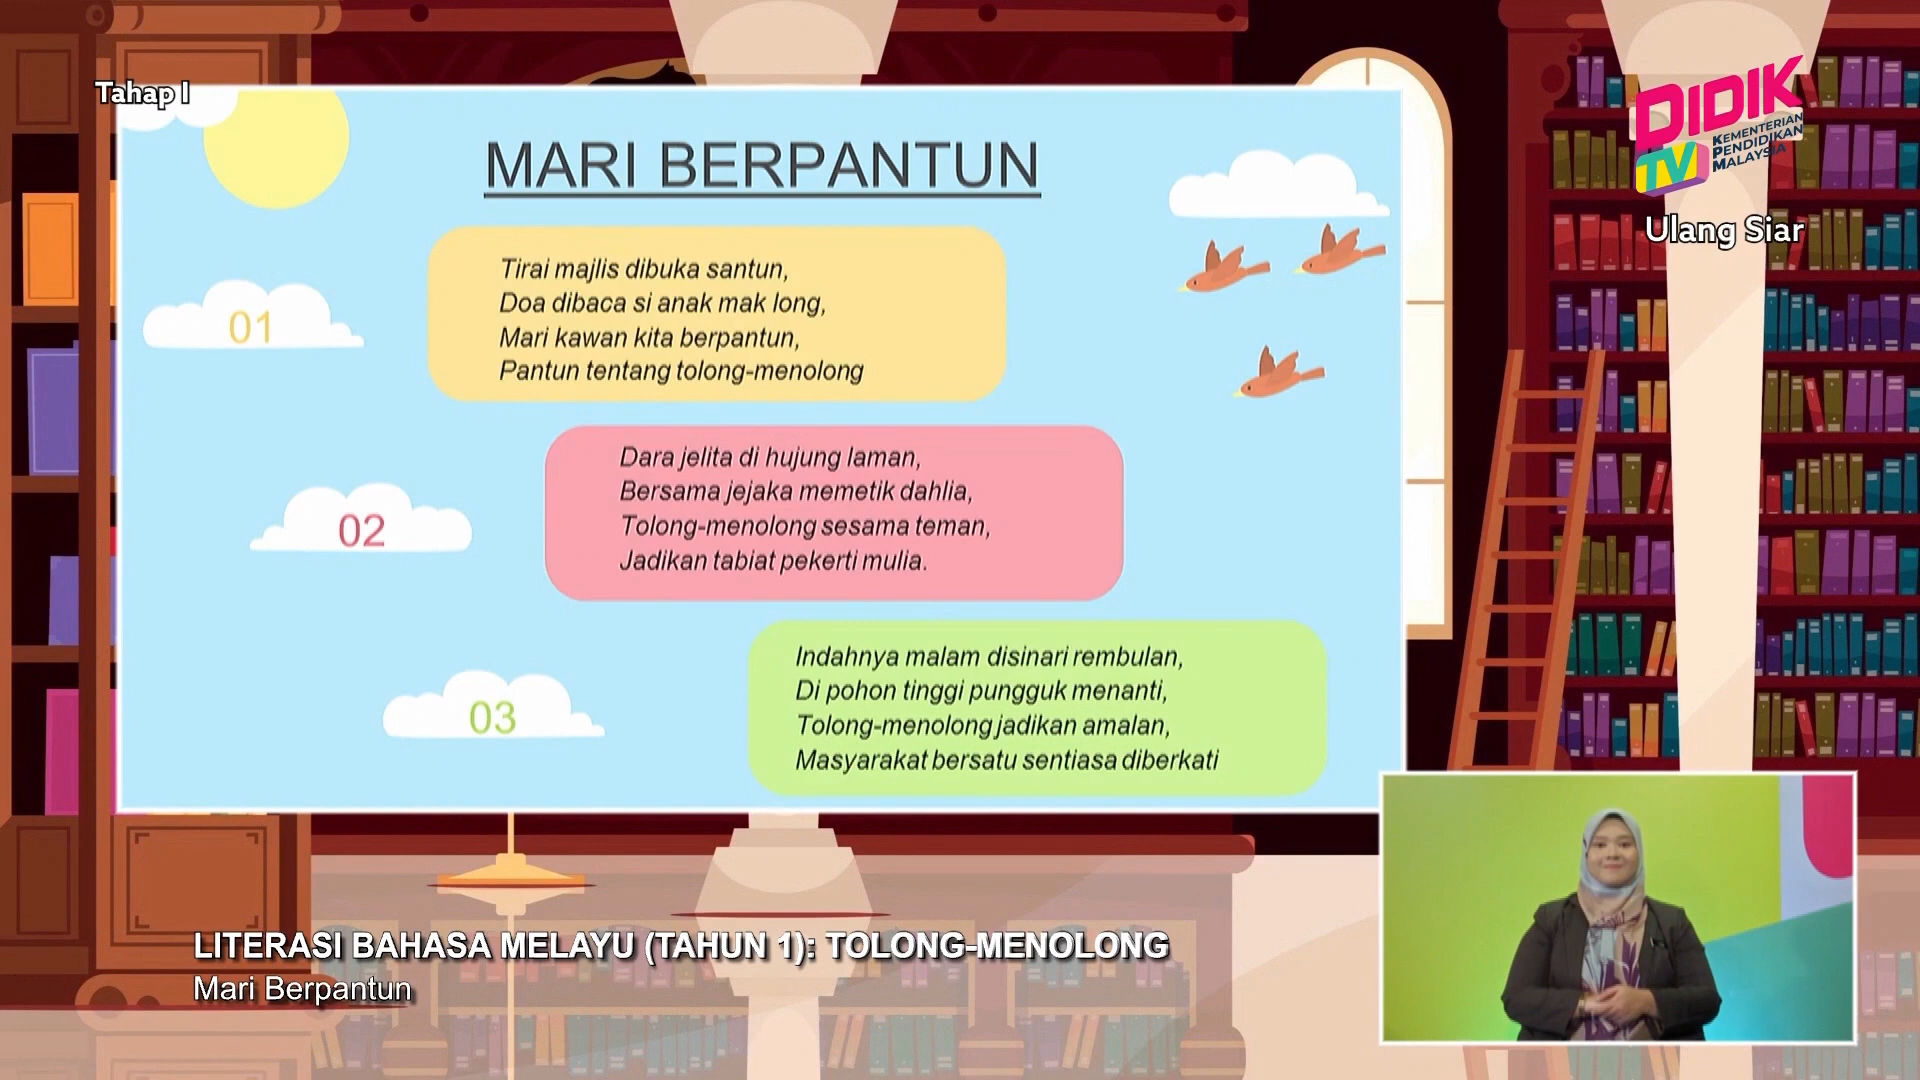 Tahap I
DIDIK
TV
KEMENTERIAN
PENDIDIKAN
MALAYSIA
Ulang Siar
MARI BERPANTUN
01
Tirai majlis dibuka santun,
Doa dibaca si anak mak long,
Mari kawan kita berpantun,
Pantun tentang tolong-menolong
02
Dara jelita di hujung laman,
Bersama jejaka memetik dahlia,
Tolong-menolong sesama teman,
Jadikan tabiat pekerti mulia.
03
Indahnya malam disinari rembulan,
Di pohon tinggi pungguk menanti,
Tolong-menolong jadikan amalan,
Masyarakat bersatu sentiasa diberkati
LITERASI BAHASA MELAYU (TAHUN 1): TOLONG-MENOLONG
Mari Berpantun